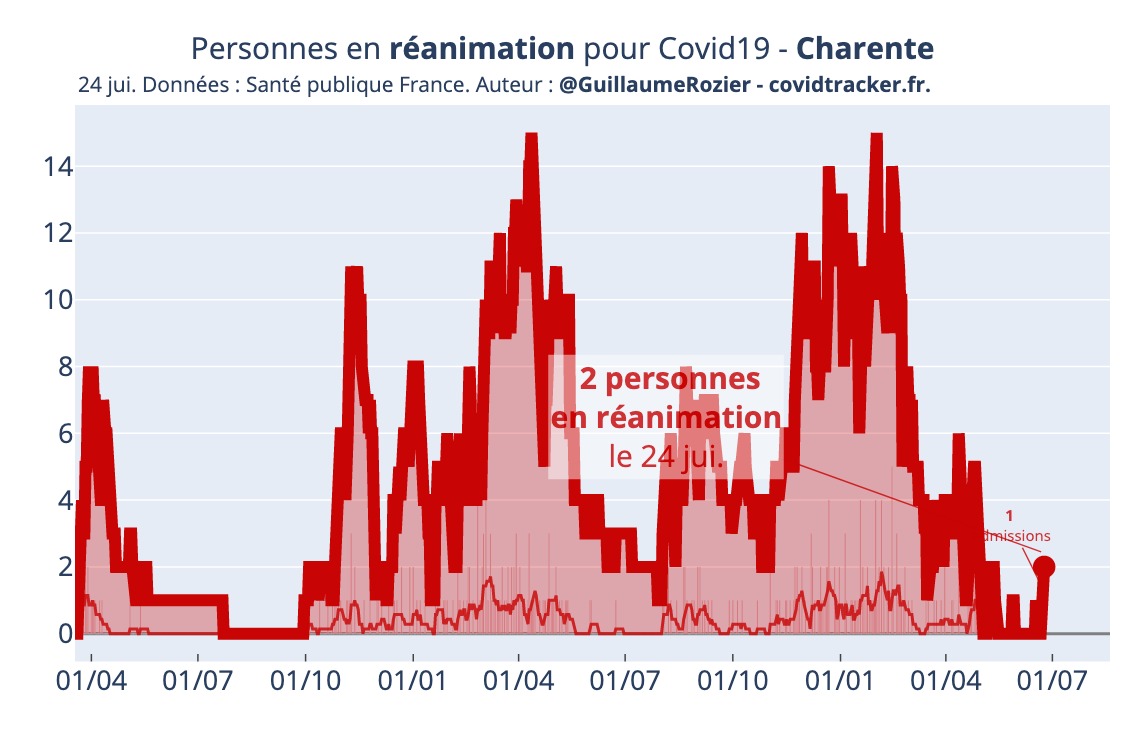 Personnes en réanimation pour Covid19 - Charente
24 jui. Données : Santé publique France. Auteur : @GuillaumeRozier - covidtracker.fr.
14
12
10
8
6
4
2
0
2 personnes
en réanimation
le 24 jui.
1
dmissions
01/04 01/07 01/10 01/01 01/04 01/07 01/10 01/01 01/04 01/07